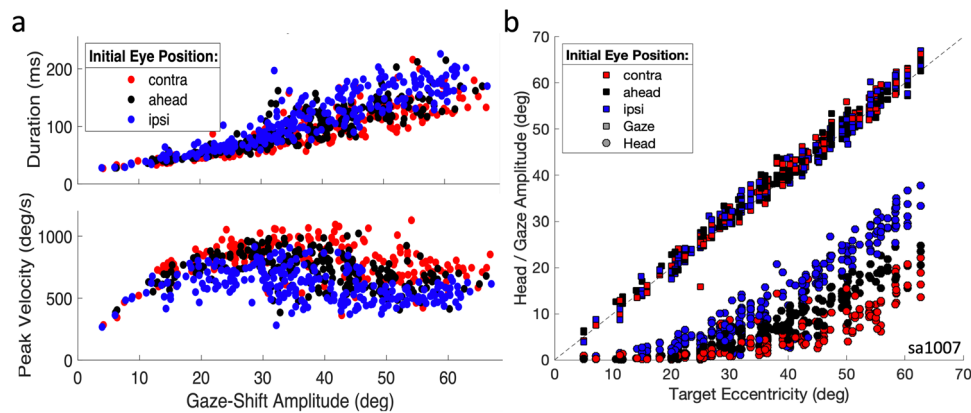 a
Duration (ms)
200
100
0
Initial Eye Position:
contra
ahead
ipsi
Peak Velocity (deg/s)
1000
500
0
0 10 20 30 40 50 60
Gaze-Shift Amplitude (deg)
b
Head / Gaze Amplitude (deg)
70
60
50
40
30
20
10
0
Initial Eye Position:
contra
ahead
ipsi
Gaze
Head
sa1007
0 10 20 30 40 50 60 70
Target Eccentricity (deg)